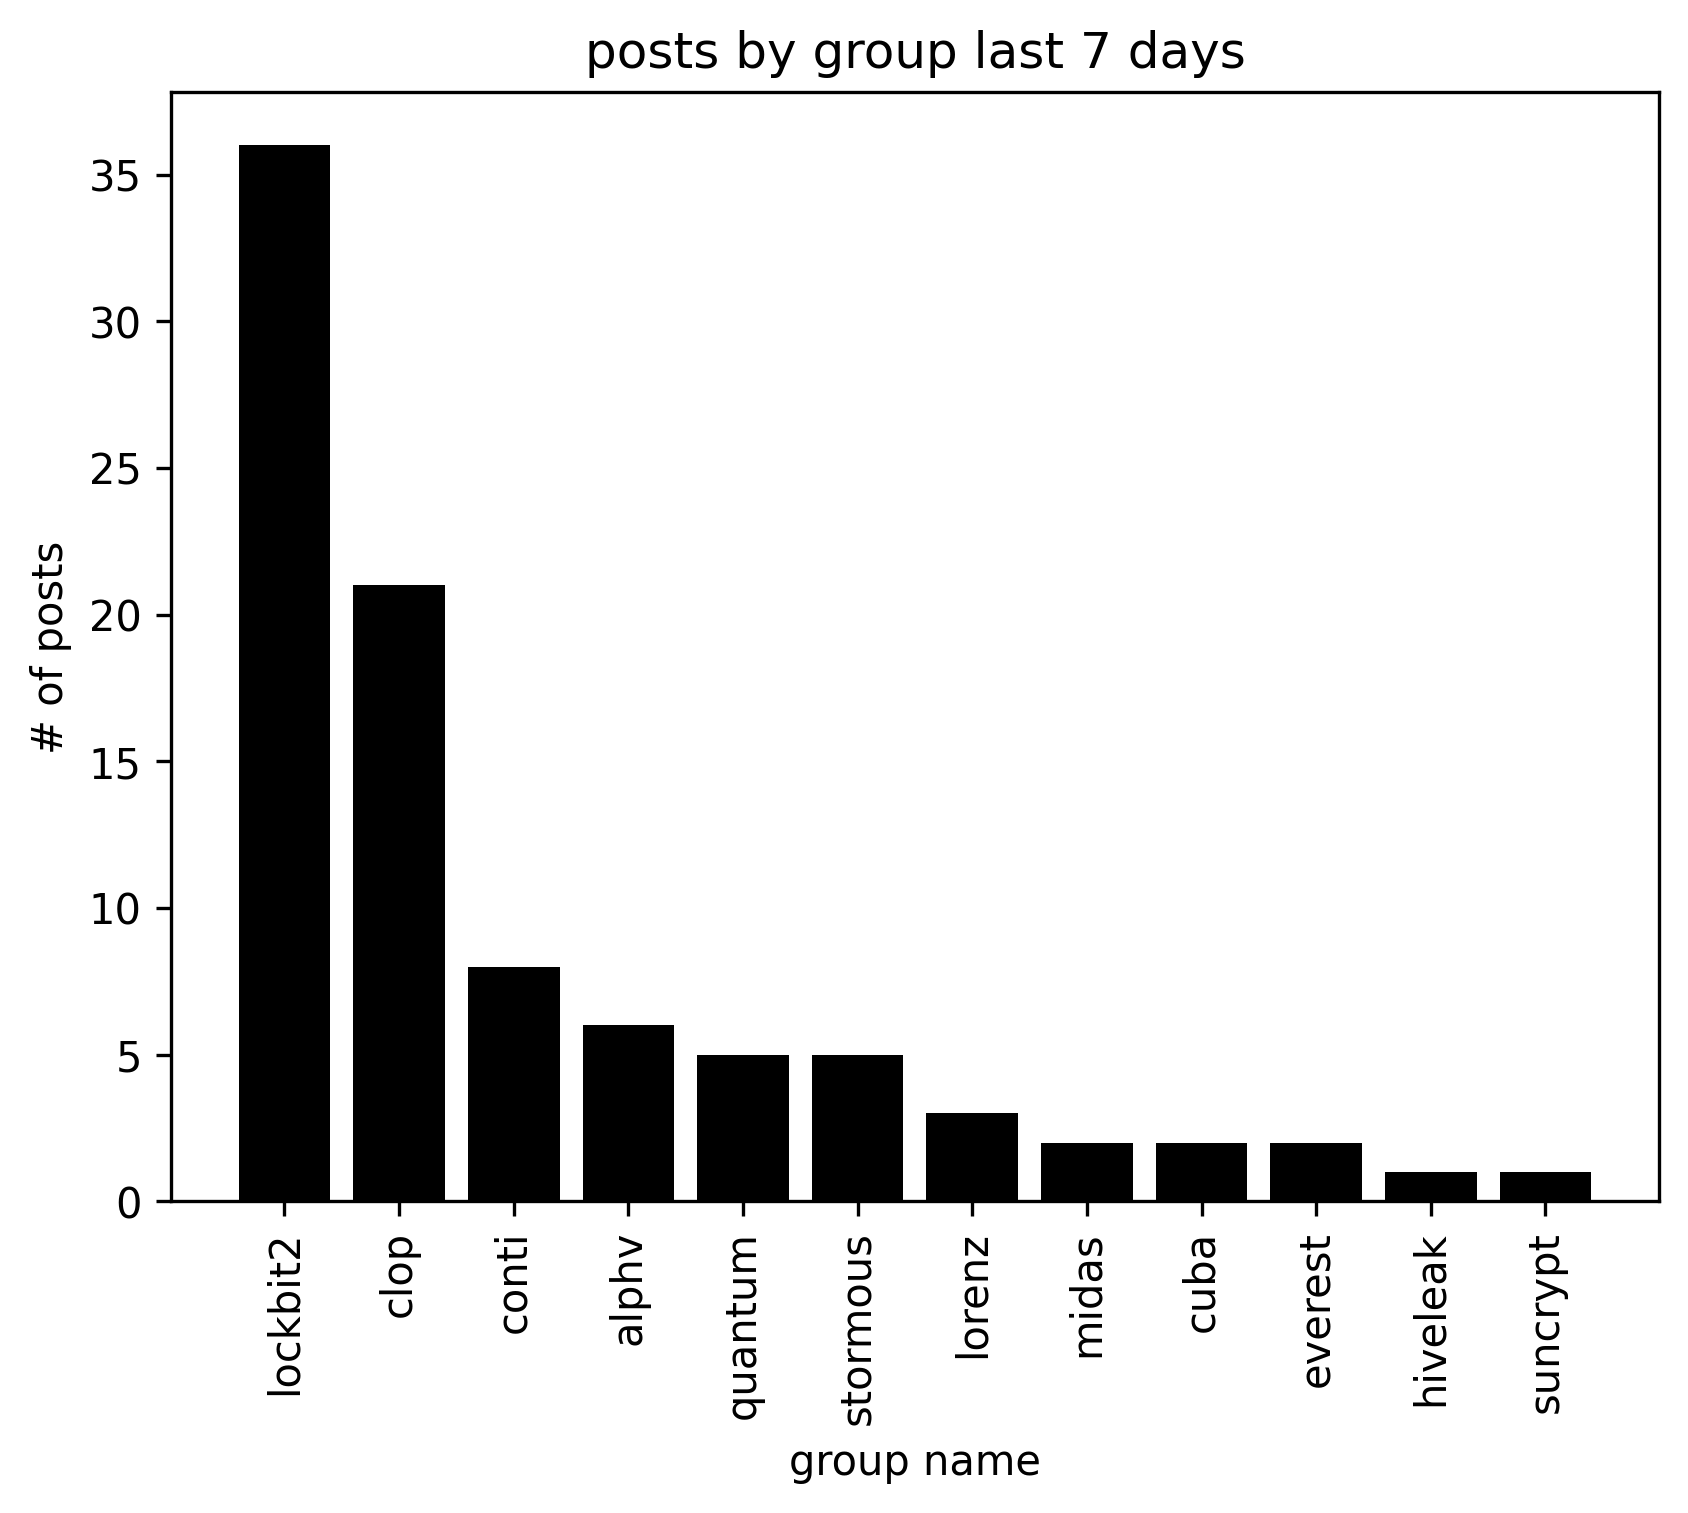 posts by group last 7 days
# of posts
35
30
25
20
15
10
5
0
lockbit2
clop
conti
alphv
quantum
stormous
lorenz
midas
cuba
everest
hiveleak
suncrypt
group name